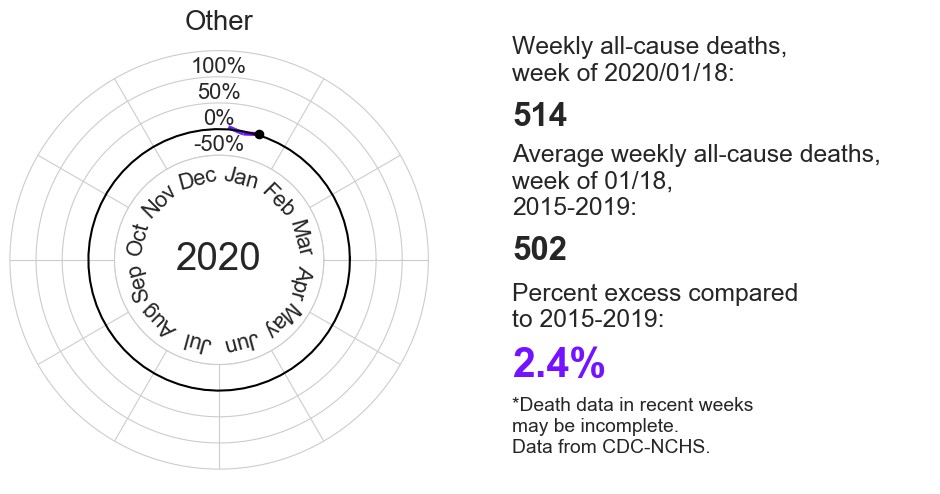 Other
100%
50%
0%
-50%
Jan
Feb
Mar
Apr
May
Jun
Jul
Aug
Sep
Oct
Nov
Dec
2020
Weekly all-cause deaths,
week of 2020/01/18:
514
Average weekly all-cause deaths,
week of 01/18,
2015-2019:
502
Percent excess compared
to 2015-2019:
2.4%
*Death data in recent weeks
may be incomplete.
Data from CDC-NCHS.